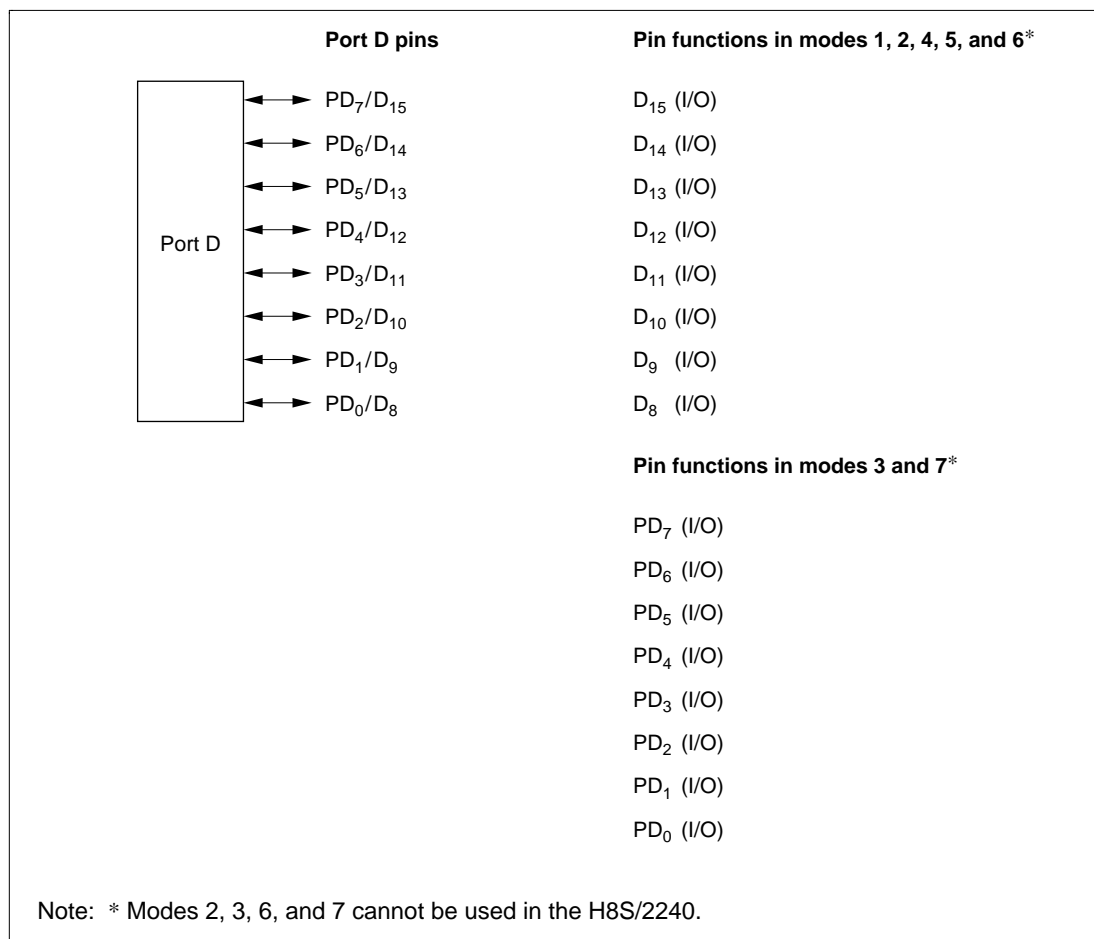 Port D pins Pin functions in modes 1, 2, 4, 5, and 6*
PD7/D15 D15 (I/O)
PD6/D14 D14 (I/O)
PD5/D13 D13 (I/O)
PD4/D12 D12 (I/O)
Port D
PD3/D11 D11 (I/O)
PD2/D10 D10 (I/O)
PD1/D9 D9 (I/O)
PD0/D8 D8 (I/O)
Pin functions in modes 3 and 7*
PD7 (I/O)
PD6 (I/O)
PD5 (I/O)
PD4 (I/O)
PD3 (I/O)
PD2 (I/O)
PD1 (I/O)
PD0 (I/O)
Note: * Modes 2, 3, 6, and 7 cannot be used in the H8S/2240.